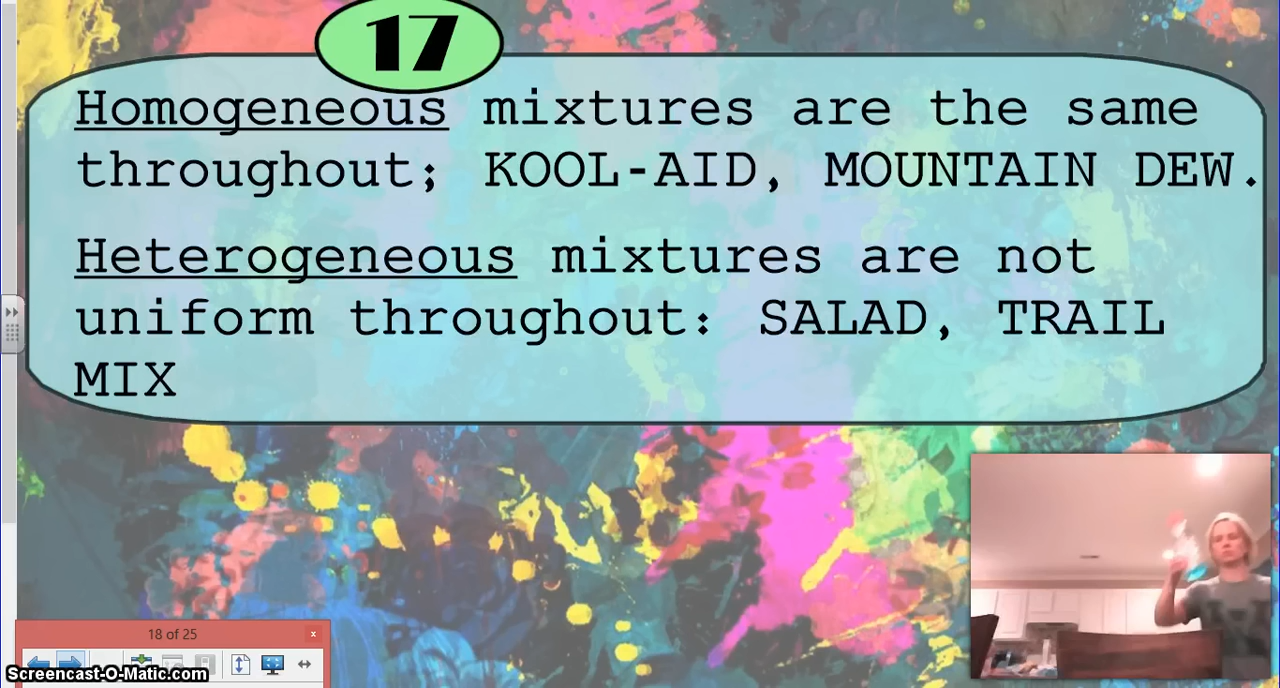 17
Homogeneous mixtures are the same
throughout; KOOL-AID, MOUNTAIN DEW.
Heterogeneous mixtures are not
uniform throughout: SALAD, TRAIL
MIX
18 of 25
x
Screencast-O-Matic.com